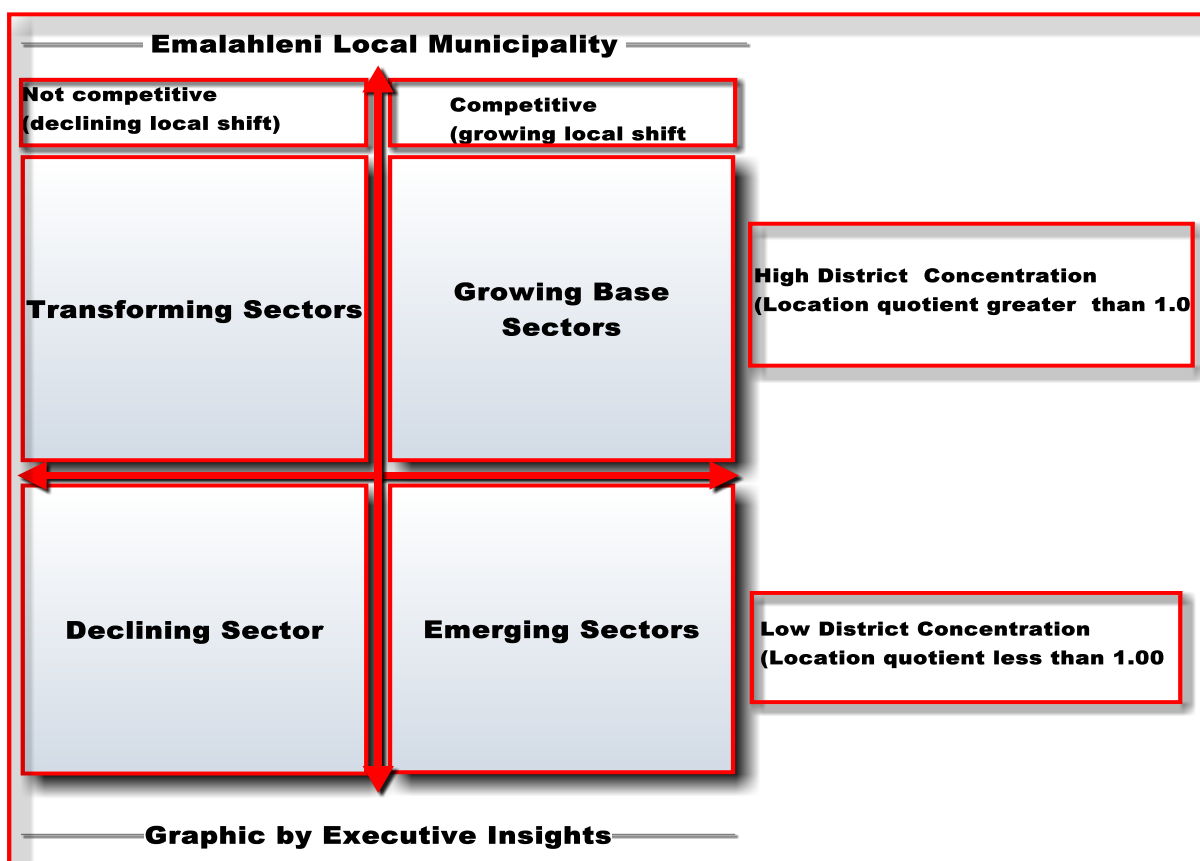 Emalahleni Local Municipality
Not competitive
(declining local shift)
Competitive
(growing local shift
Transforming Sectors
Growing Base
Sectors
High District  Concentration
(Location quotient greater  than 1.0
Declining Sector
Emerging Sectors
Low District Concentration
(Location quotient less than 1.00
Graphic by Executive Insights